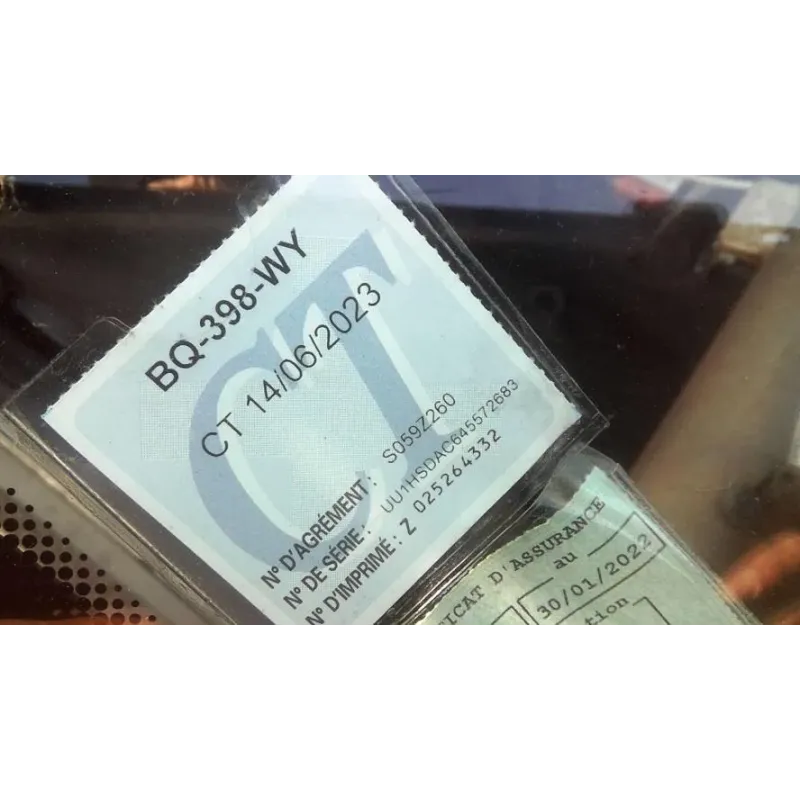 BQ-398-WY
CT 14/06/2023
N° D'AGRÉMENT : S059Z260
N° DE SÉRIE : UU1HSDAC645572683
N° D'IMPRIMÉ : Z 025264332
CT
D'ASSURANCE
au
30/01/2022